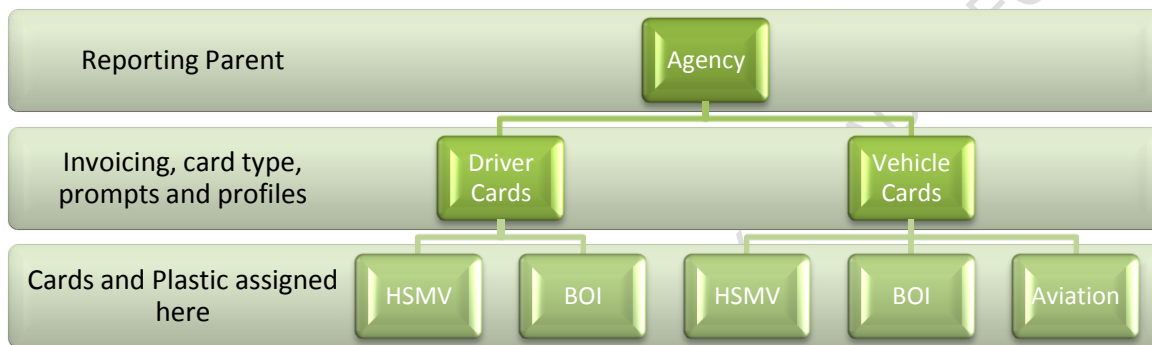 Reporting Parent
Agency
Invoicing, card type,
prompts and profiles
Driver
Cards
Vehicle
Cards
Cards and Plastic assigned
here
HSMV
BOI
HSMV
BOI
Aviation